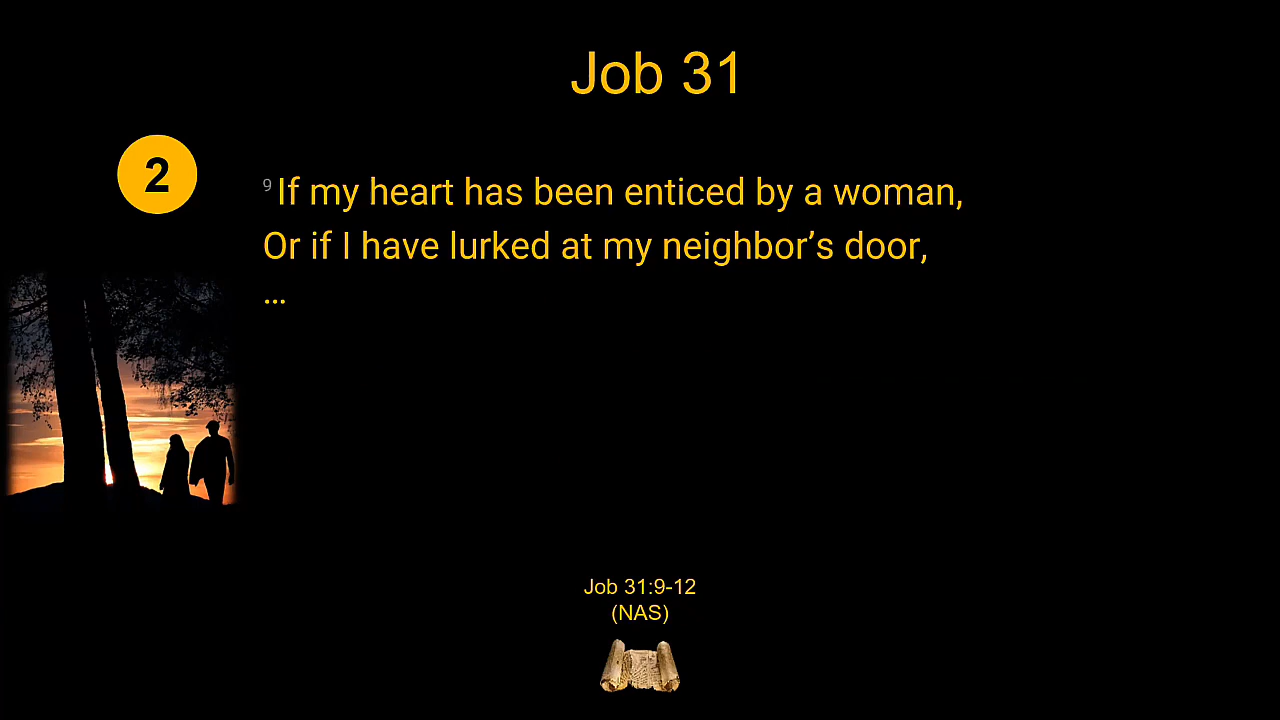 Job 31
2
9 If my heart has been enticed by a woman,
Or if I have lurked at my neighbor’s door,
…
Job 31:9-12
(NAS)